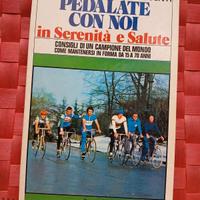 PEDALATE
CON NOI
in Serenità e Salute
CONSIGLI DI UN CAMPIONE DEL MONDO
COME MANTENERSI IN FORMA DA 15 A 70 ANNI